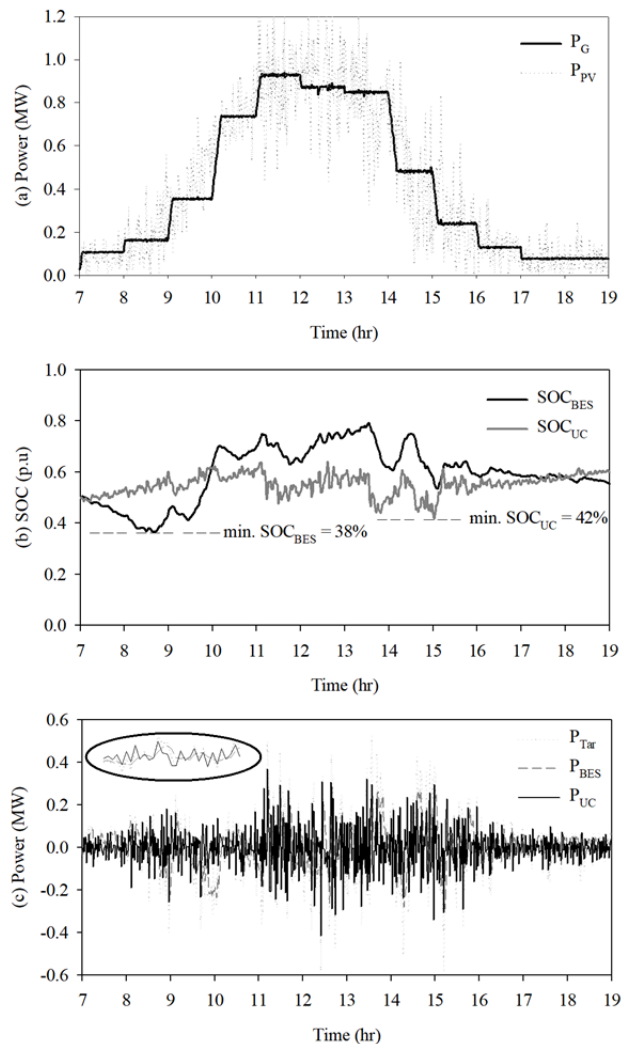 1.2
1.0
0.8
0.6
0.4
0.2
0.0
(a) Power (MW)
P_G
P_PV
7 8 9 10 11 12 13 14 15 16 17 18 19
Time (hr)
1.0
0.8
0.6
0.4
0.2
0.0
(b) SOC (p.u)
SOC_BES
SOC_UC
min. SOC_BES = 38%
min. SOC_UC = 42%
7 8 9 10 11 12 13 14 15 16 17 18 19
Time (hr)
0.6
0.4
0.2
0.0
-0.2
-0.4
-0.6
(c) Power (MW)
P_Tar
P_BES
P_UC
7 8 9 10 11 12 13 14 15 16 17 18 19
Time (hr)